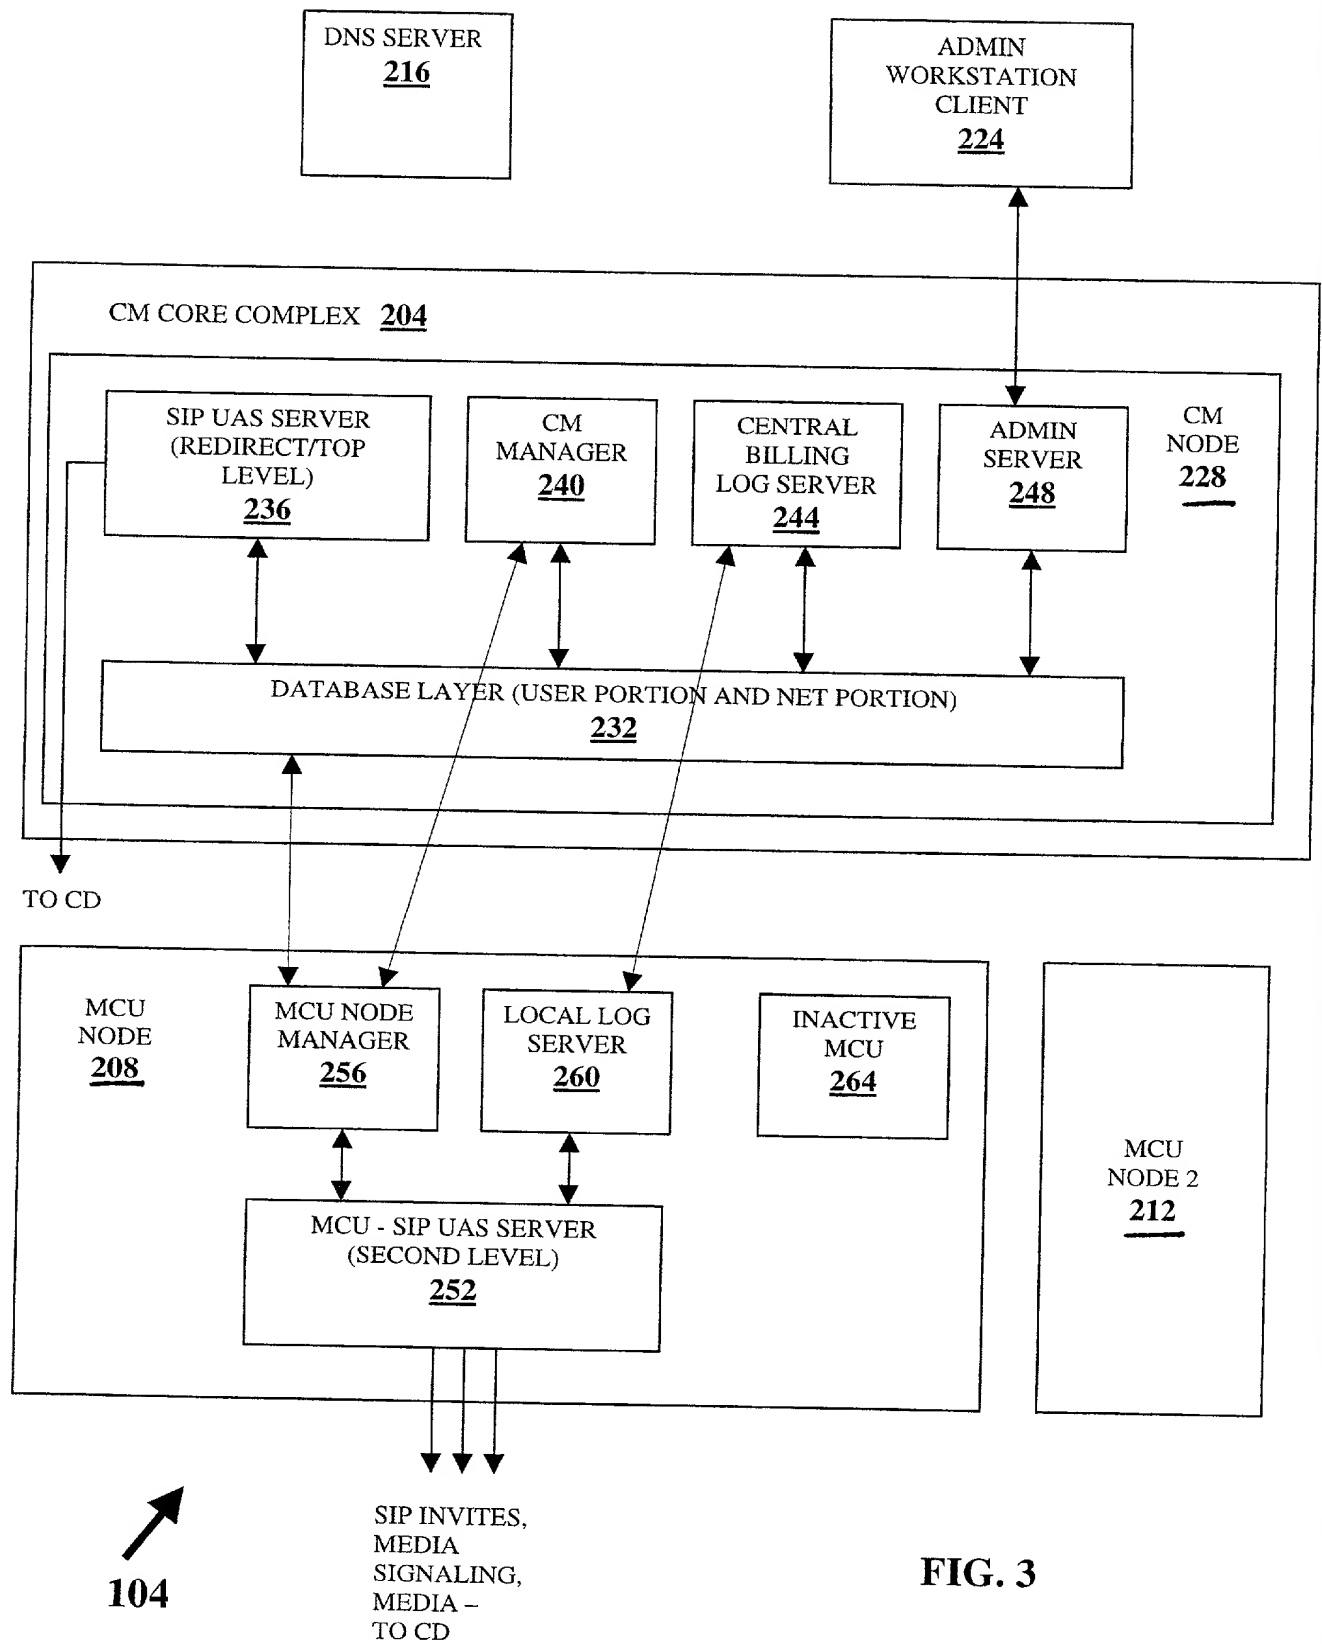 DNS SERVER
216
ADMIN
WORKSTATION
CLIENT
224
CM CORE COMPLEX 204
SIP UAS SERVER
(REDIRECT/TOP
LEVEL)
236
CM
MANAGER
240
CENTRAL
BILLING
LOG SERVER
244
ADMIN
SERVER
248
CM
NODE
228
DATABASE LAYER (USER PORTION AND NET PORTION)
232
TO CD
MCU
NODE
208
MCU NODE
MANAGER
256
LOCAL LOG
SERVER
260
INACTIVE
MCU
264
MCU
NODE 2
212
MCU - SIP UAS SERVER
(SECOND LEVEL)
252
SIP INVITES,
MEDIA
SIGNALING,
MEDIA –
TO CD
104
FIG. 3